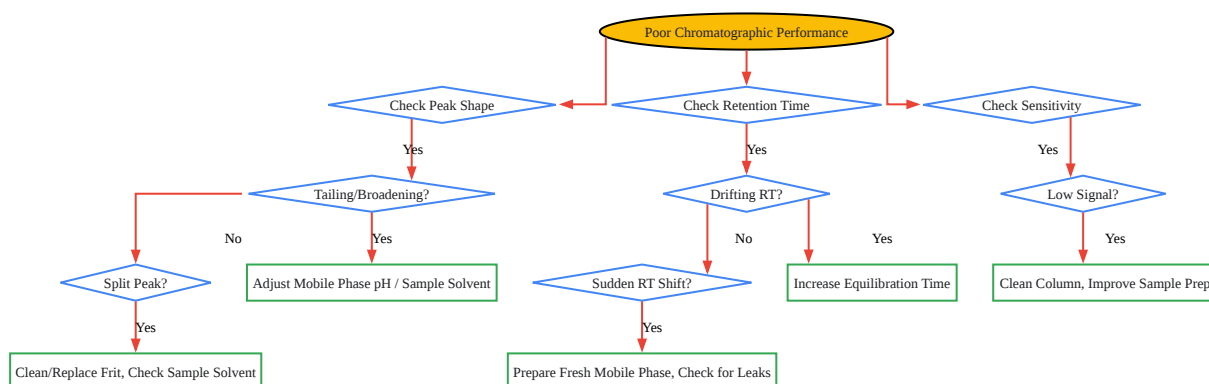 Poor Chromatographic Performance
Check Peak Shape
Check Retention Time
Check Sensitivity
Yes
Yes
Yes
Tailing/Broadening?
Drifting RT?
Low Signal?
No
Yes
No
Yes
Yes
Split Peak?
Adjust Mobile Phase pH / Sample Solvent
Sudden RT Shift?
Increase Equilibration Time
Clean Column, Improve Sample Prep
Yes
Yes
Clean/Replace Frit, Check Sample Solvent
Prepare Fresh Mobile Phase, Check for Leaks